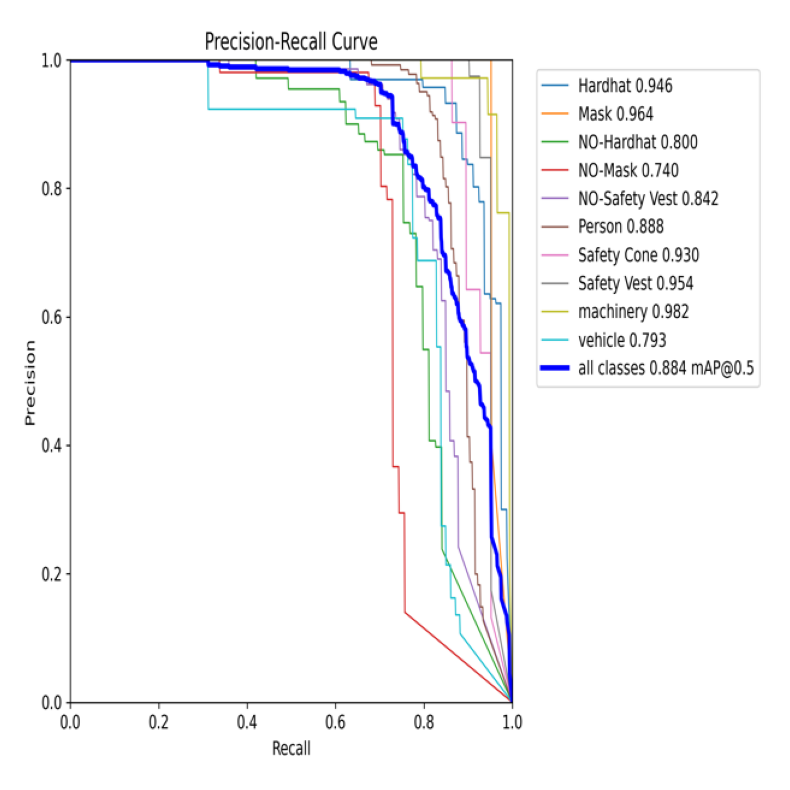 Precision-Recall Curve
1.0
0.8
0.6
0.4
0.2
0.0
Precision
0.0 0.2 0.4 0.6 0.8 1.0
Recall
Hardhat 0.946
Mask 0.964
NO-Hardhat 0.800
NO-Mask 0.740
NO-Safety Vest 0.842
Person 0.888
Safety Cone 0.930
Safety Vest 0.954
machinery 0.982
vehicle 0.793
all classes 0.884 mAP@0.5